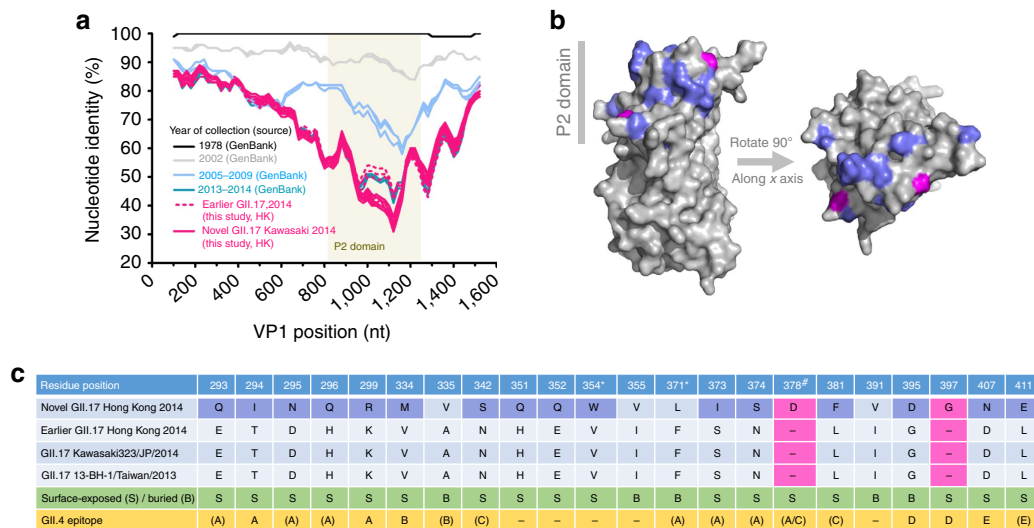 a
Nucleotide identity (%)
100
90
80
70
60
50
40
30
20
Year of collection (source)
1978 (GenBank)
2002 (GenBank)
2005–2009 (GenBank)
2013–2014 (GenBank)
Earlier GII.17,2014
(this study, HK)
Novel GII.17 Kawasaki 2014
(this study, HK)
P2 domain
0
200
400
600
800
1,000
1,200
1,400
1,600
VP1 position (nt)
b
P2 domain
Rotate 90°
Along x axis
c
Residue position 293 294 295 296 299 334 335 342 351 352 354* 355 371* 373 374 378# 381 391 395 397 407 411
Novel GII.17 Hong Kong 2014 Q I N Q R M V S Q Q W V L I S D F V D G N E
Earlier GII.17 Hong Kong 2014 E T D H K V A N H E V I F S N – L I G – D L
GII.17 Kawasaki323/JP/2014 E T D H K V A N H E V I F S N – L I G – D L
GII.17 13-BH-1/Taiwan/2013 E T D H K V A N H E V I F S N – L I G – D L
Surface-exposed (S) / buried (B) S S S S S S B S S S S B B S S S S B B S S S
GII.4 epitope (A) A (A) (A) A B (B) (C) – – – – (A) (A) (A) (A/C) (C) – D D E (E)